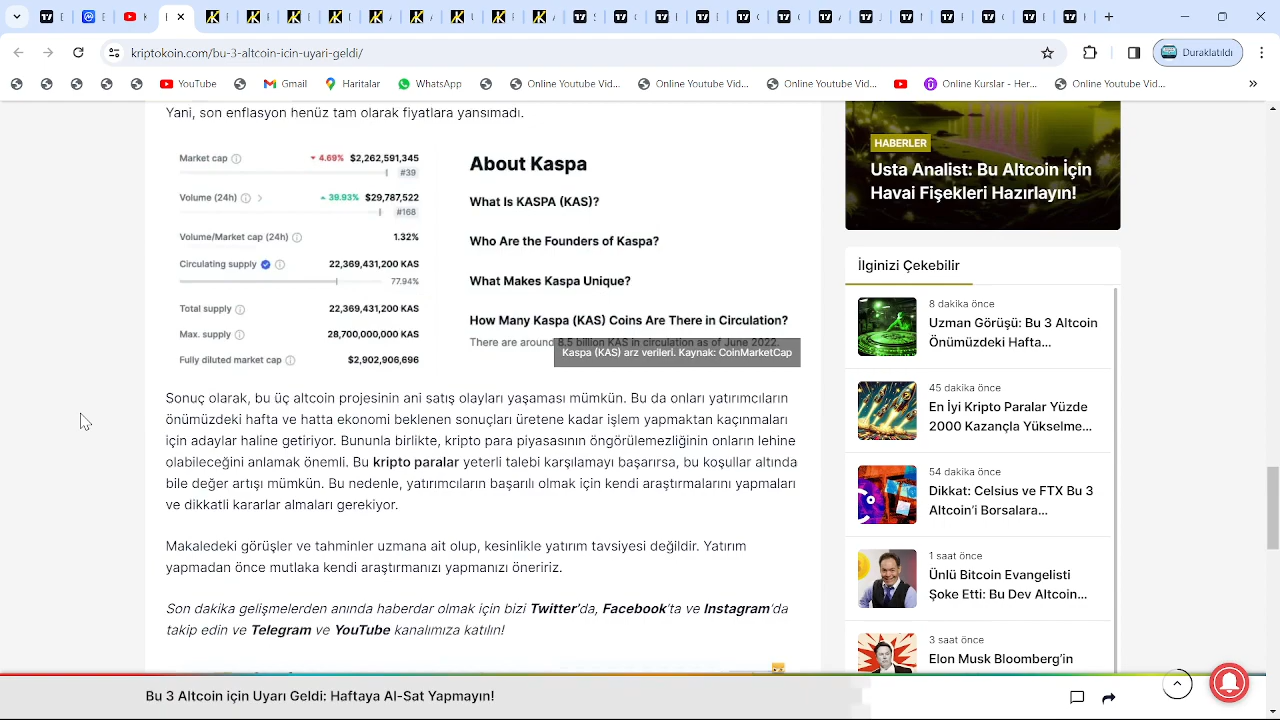 kriptokoin.com/bu-3-altcoin-icin-uyari-geldi/
Duraklatıldı
YouTube
Gmail
Haritalar
WhatsApp
Online Youtube Vid...
Online Youtube Vid...
Online Youtube Vid...
Online Kurslar - Her...
Online Youtube Vid...
Yani, son enflasyon henüz tam olarak fiyatlara yansımadı.
Market cap 4.69% $2,262,591,345
#39
Volume (24h) 39.93% $29,787,522
#168
Volume/Market cap (24h) 1.32%
Circulating supply 22,369,431,200 KAS
77.94%
Total supply 22,369,431,200 KAS
Max. supply 28,700,000,000 KAS
Fully diluted market cap $2,902,906,696
About Kaspa
What Is KASPA (KAS)?
Who Are the Founders of Kaspa?
What Makes Kaspa Unique?
How Many Kaspa (KAS) Coins Are There in Circulation?
There are around 8.5 billion KAS in circulation as of June 2022.
Kaspa (KAS) arz verileri. Kaynak: CoinMarketCap
Sonuç olarak, bu üç altcoin projesinin ani satış olayları yaşaması mümkün. Bu da onları yatırımcıların
önümüzdeki hafta ve hatta ekonomi beklenen sonuçları üretene kadar işlem yapmaktan kaçınmaları
için adaylar haline getiriyor. Bununla birlikte, kripto para piyasasının öngörülemezliğinin onların lehine
olabileceğini anlamak önemli. Bu kripto paralar yeterli talebi karşılamayı başarırsa, bu koşullar altında
bile değer artışı mümkün. Bu nedenle, yatırımcıların başarılı olmak için kendi araştırmalarını yapmaları
ve dikkatli kararlar almaları gerekiyor.
Makaledeki görüşler ve tahminler uzmana ait olup, kesinlikle yatırım tavsiyesi değildir. Yatırım
yapmadan önce mutlaka kendi araştırmanızı yapmanızı öneririz.
Son dakika gelişmelerden anında haberdar olmak için bizi Twitter'da, Facebook'ta ve Instagram'da
takip edin ve Telegram ve YouTube kanalımıza katılın!
HABERLER
Usta Analist: Bu Altcoin İçin
Havai Fişekleri Hazırlayın!
İlginizi Çekebilir
8 dakika önce
Uzman Görüşü: Bu 3 Altcoin
Önümüzdeki Hafta...
45 dakika önce
En İyi Kripto Paralar Yüzde
2000 Kazançla Yükselme...
54 dakika önce
Dikkat: Celsius ve FTX Bu 3
Altcoin'i Borsalara...
1 saat önce
Ünlü Bitcoin Evangelisti
Şoke Etti: Bu Dev Altcoin...
3 saat önce
Elon Musk Bloomberg'in
Bu 3 Altcoin için Uyarı Geldi: Haftaya Al-Sat Yapmayın!